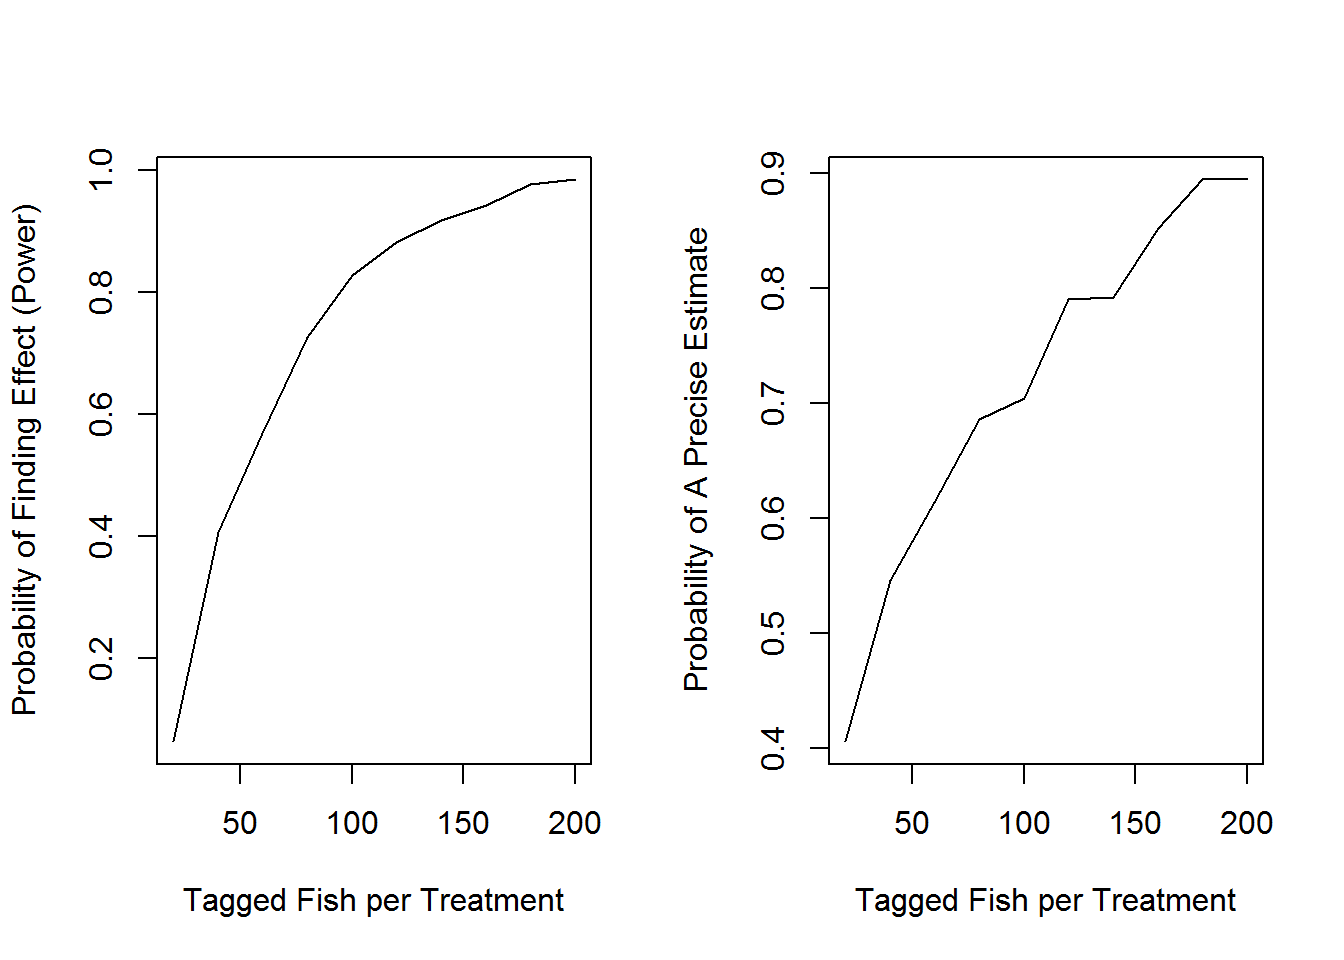 Probability of Finding Effect (Power)
1.0
0.8
0.6
0.4
0.2
50 100 150 200
Tagged Fish per Treatment
Probability of A Precise Estimate
0.9
0.8
0.7
0.6
0.5
0.4
50 100 150 200
Tagged Fish per Treatment